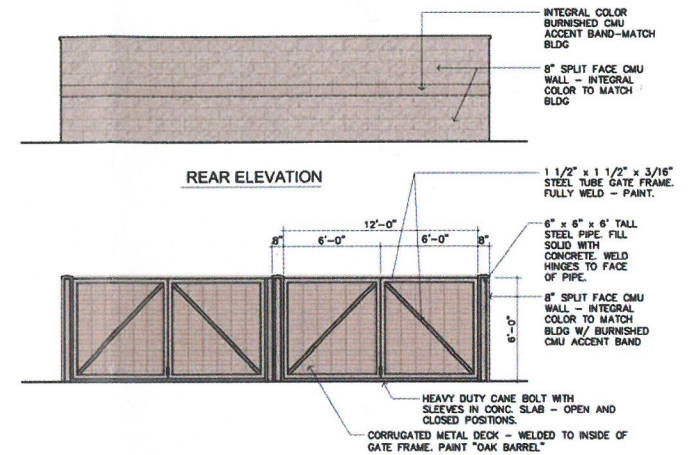 INTEGRAL COLOR
BURNISHED CMU
ACCENT BAND-MATCH
BLDG
8" SPLIT FACE CMU
WALL - INTEGRAL
COLOR TO MATCH
BLDG
REAR ELEVATION
1 1/2" x 1 1/2" x 3/16"
STEEL TUBE GATE FRAME.
FULLY WELD - PAINT.
12'-0"
8" 6'-0" 6'-0" 8"
6" x 6" x 6' TALL
STEEL PIPE. FILL
SOLID WITH
CONCRETE. WELD
HINGES TO FACE
OF PIPE.
8" SPLIT FACE CMU
WALL - INTEGRAL
COLOR TO MATCH
BLDG W/ BURNISHED
CMU ACCENT BAND
6'-0"
HEAVY DUTY CANE BOLT WITH
SLEEVES IN CONC. SLAB - OPEN AND
CLOSED POSITIONS.
CORRUGATED METAL DECK - WELDED TO INSIDE OF
GATE FRAME. PAINT "OAK BARREL"